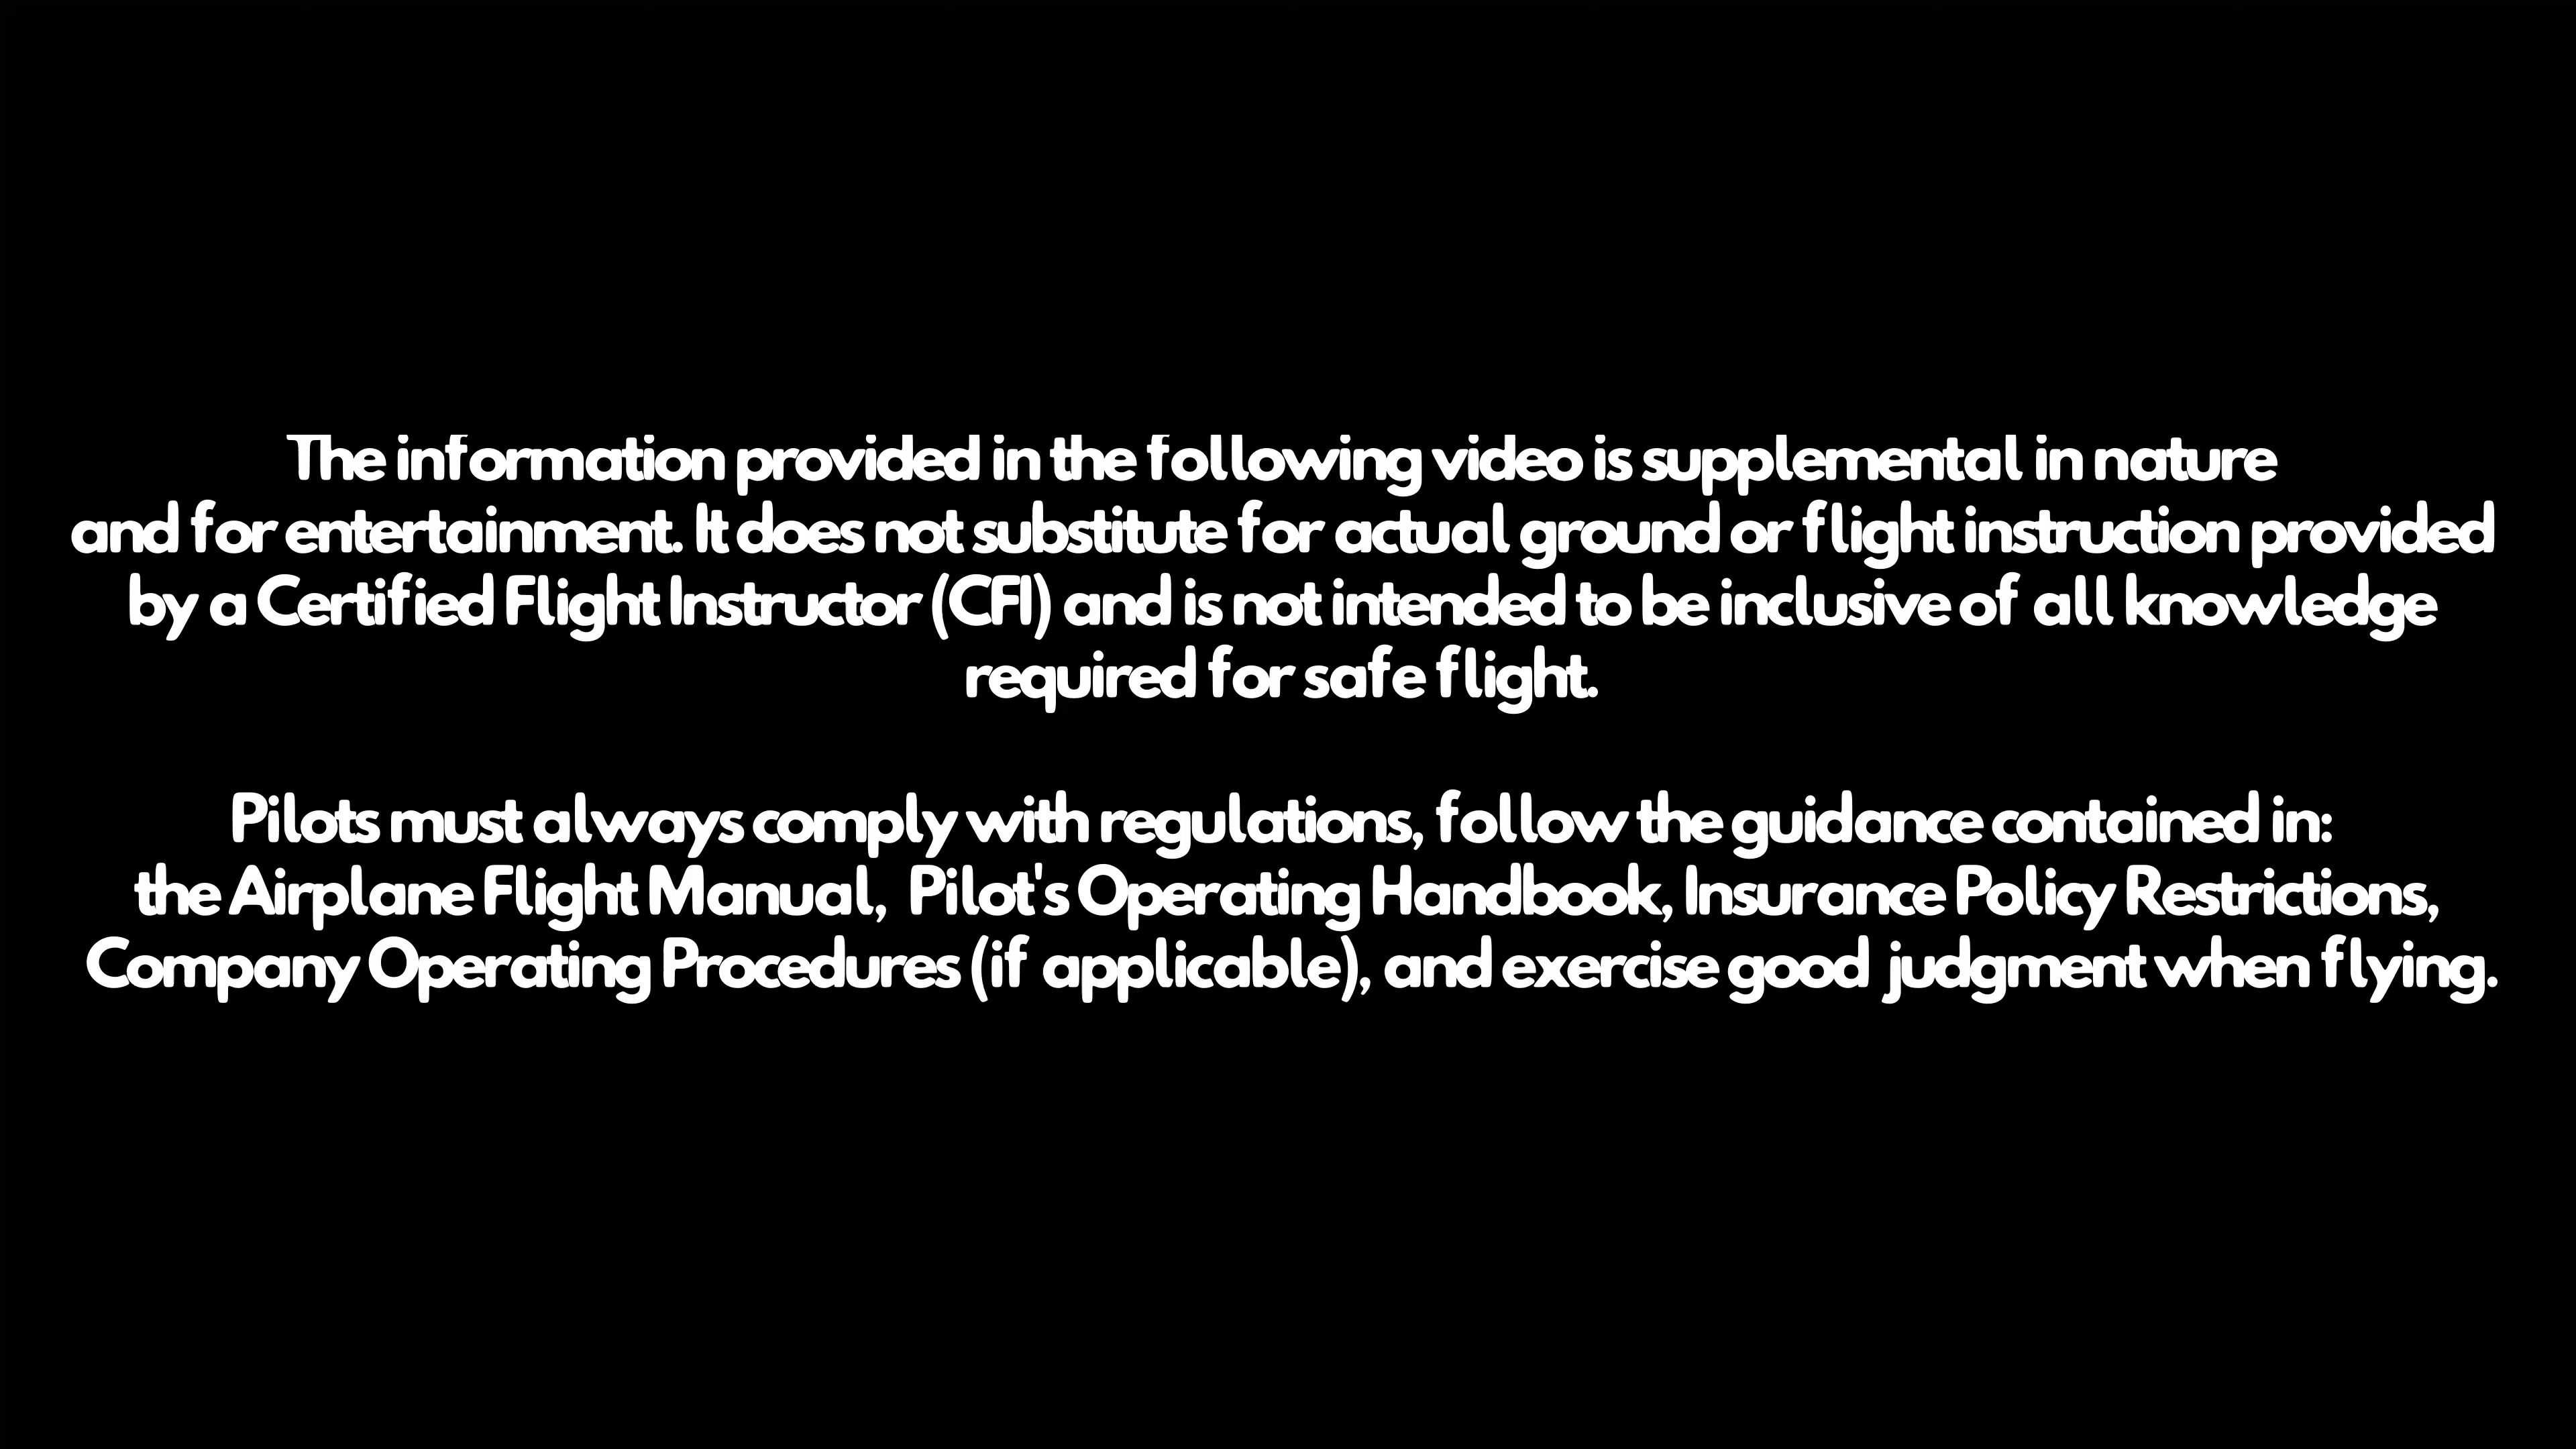 The information provided in the following video is supplemental in nature
and for entertainment. It does not substitute for actual ground or flight instruction provided
by a Certified Flight Instructor (CFI) and is not intended to be inclusive of all knowledge
required for safe flight.
Pilots must always comply with regulations, follow the guidance contained in:
the Airplane Flight Manual, Pilot's Operating Handbook, Insurance Policy Restrictions,
Company Operating Procedures (if applicable), and exercise good judgment when flying.